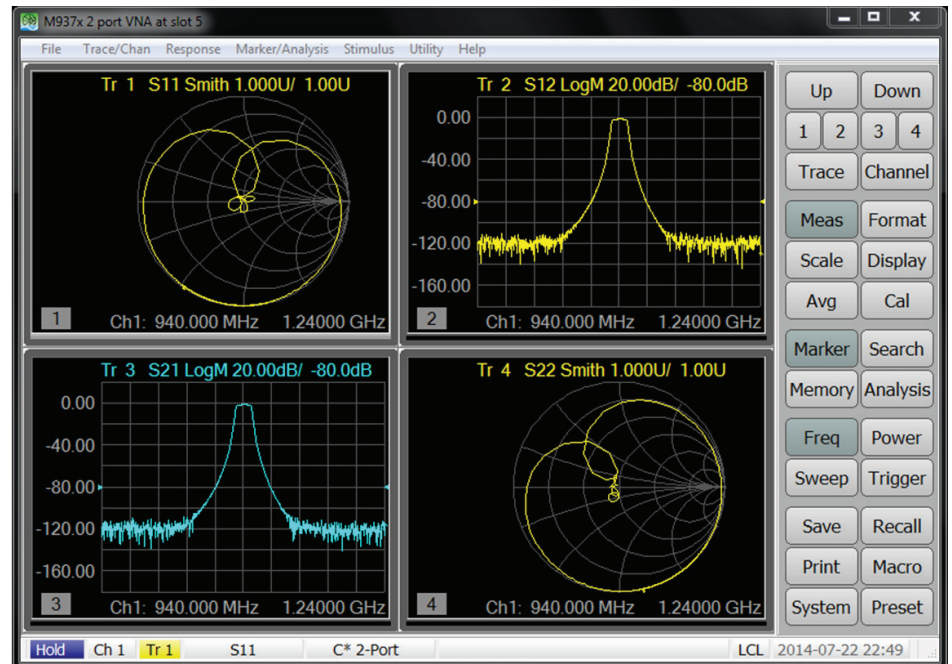 M937x 2 port VNA at slot 5
File Trace/Chan Response Marker/Analysis Stimulus Utility Help
Tr 1 S11 Smith 1.000U/ 1.00U
1
Ch1: 940.000 MHz 1.24000 GHz
Tr 2 S12 LogM 20.00dB/ -80.0dB
0.00
-40.00
-80.00
-120.00
-160.00
2
Ch1: 940.000 MHz 1.24000 GHz
Tr 3 S21 LogM 20.00dB/ -80.0dB
0.00
-40.00
-80.00
-120.00
-160.00
3
Ch1: 940.000 MHz 1.24000 GHz
Tr 4 S22 Smith 1.000U/ 1.00U
4
Ch1: 940.000 MHz 1.24000 GHz
Up Down
1 2 3 4
Trace Channel
Meas Format
Scale Display
Avg Cal
Marker Search
Memory Analysis
Freq Power
Sweep Trigger
Save Recall
Print Macro
System Preset
Hold Ch 1 Tr 1 S11 C* 2-Port LCL 2014-07-22 22:49